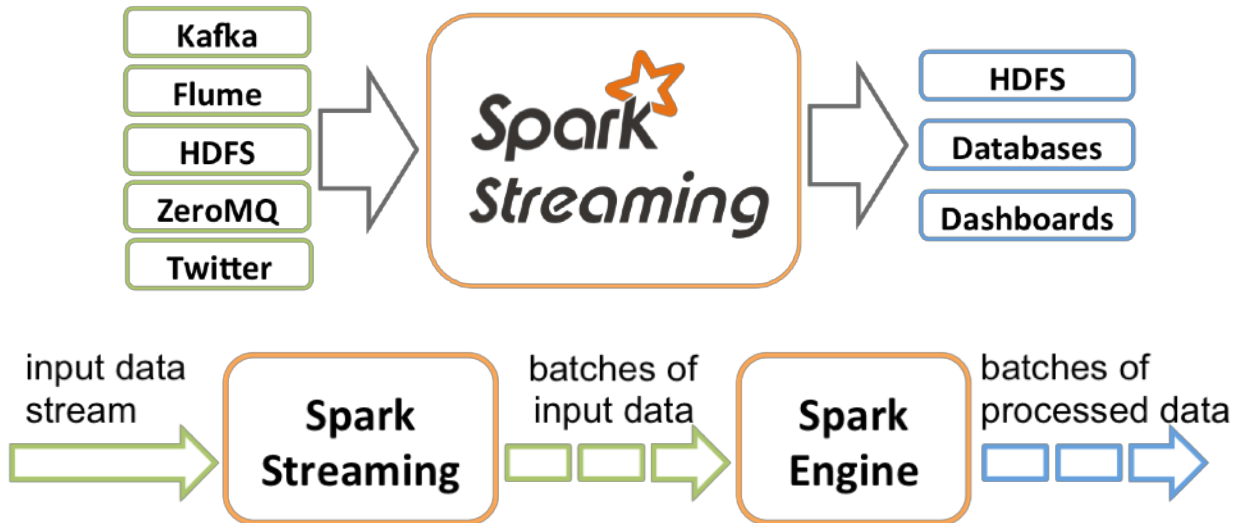 Kafka
Flume
HDFS
ZeroMQ
Twitter
Spark
Streaming
HDFS
Databases
Dashboards
input data
stream
Spark
Streaming
batches of
input data
Spark
Engine
batches of
processed data